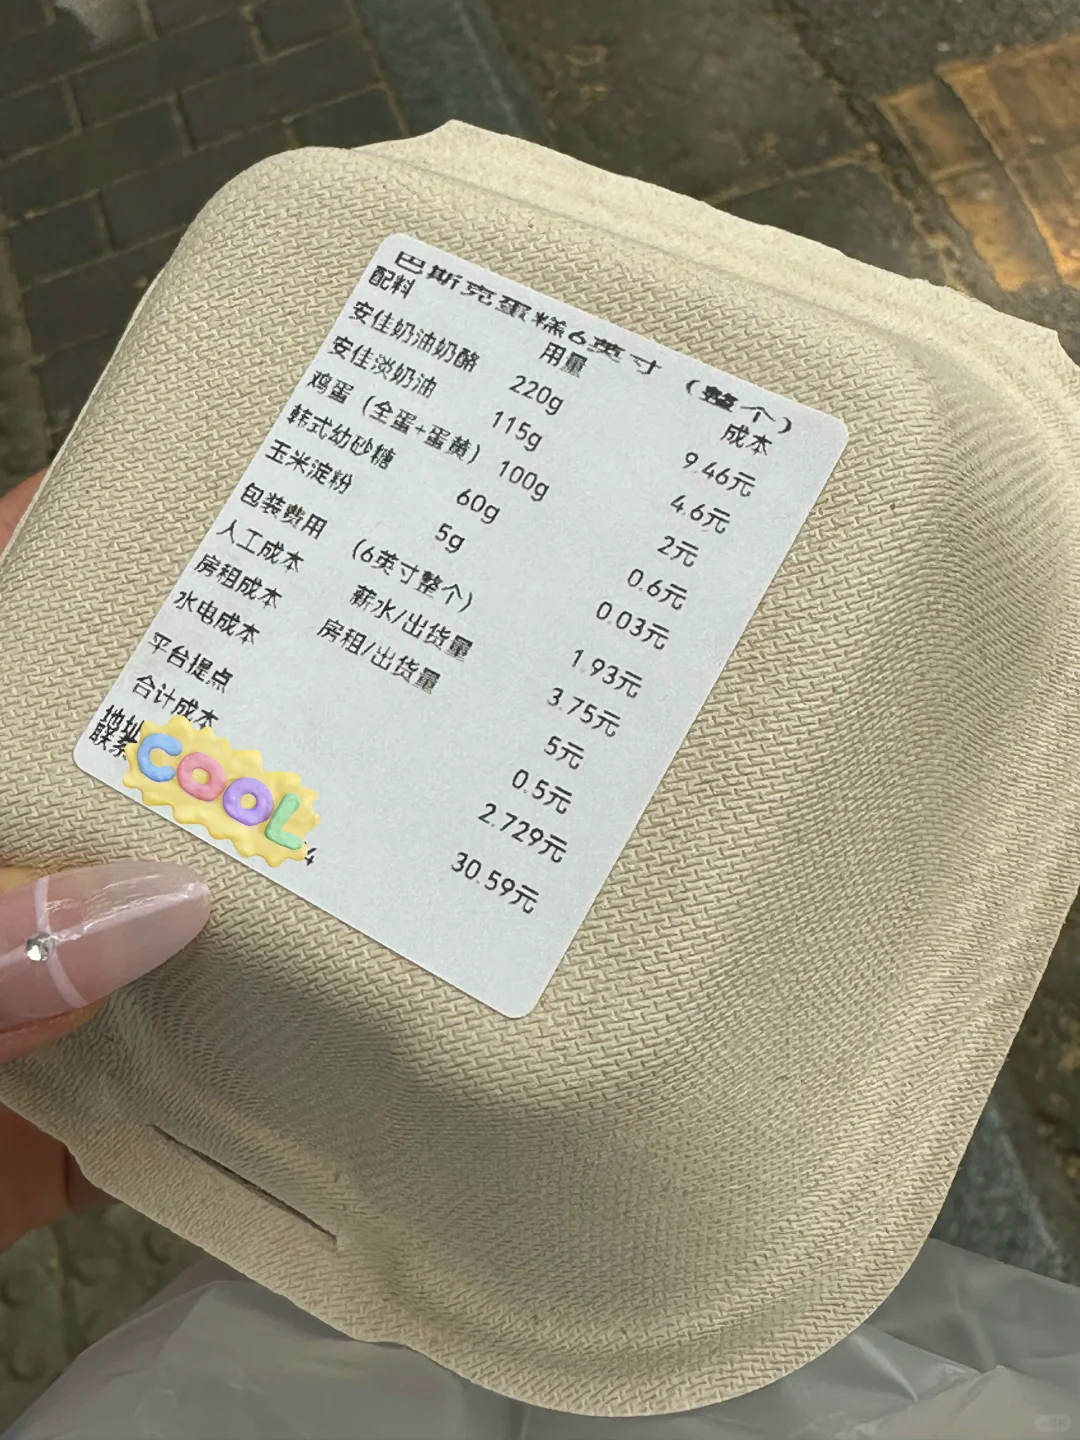 巴斯克蛋糕6英寸（整个）
配料 用量 成本
安佳奶油奶酪 220g 9.46元
安佳淡奶油 115g 4.6元
鸡蛋（全蛋+蛋黄） 100g 2元
韩式幼砂糖 60g 0.6元
玉米淀粉 5g 0.03元
包装费用 （6英寸整个） 1.93元
人工成本 薪水/出货量 3.75元
房租成本 房租/出货量 5元
水电成本 0.5元
平台提点 2.729元
合计成本 30.59元
地址
联系
COOL